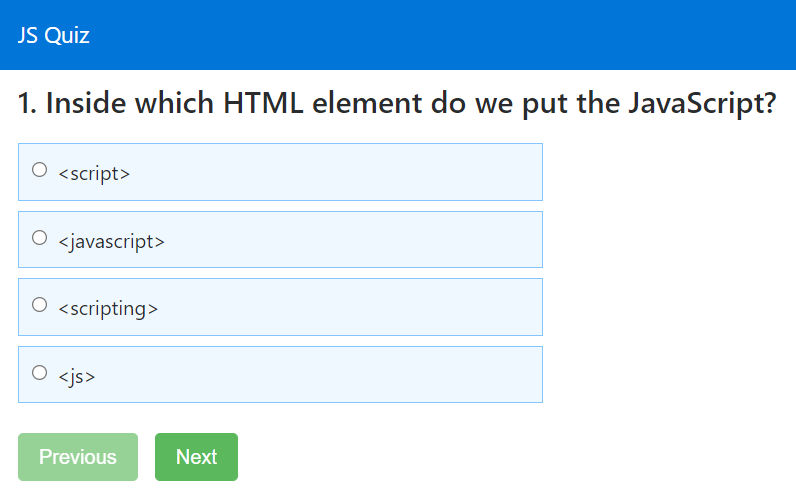 JS Quiz
1. Inside which HTML element do we put the JavaScript?
<script>
<javascript>
<scripting>
<js>
Previous Next